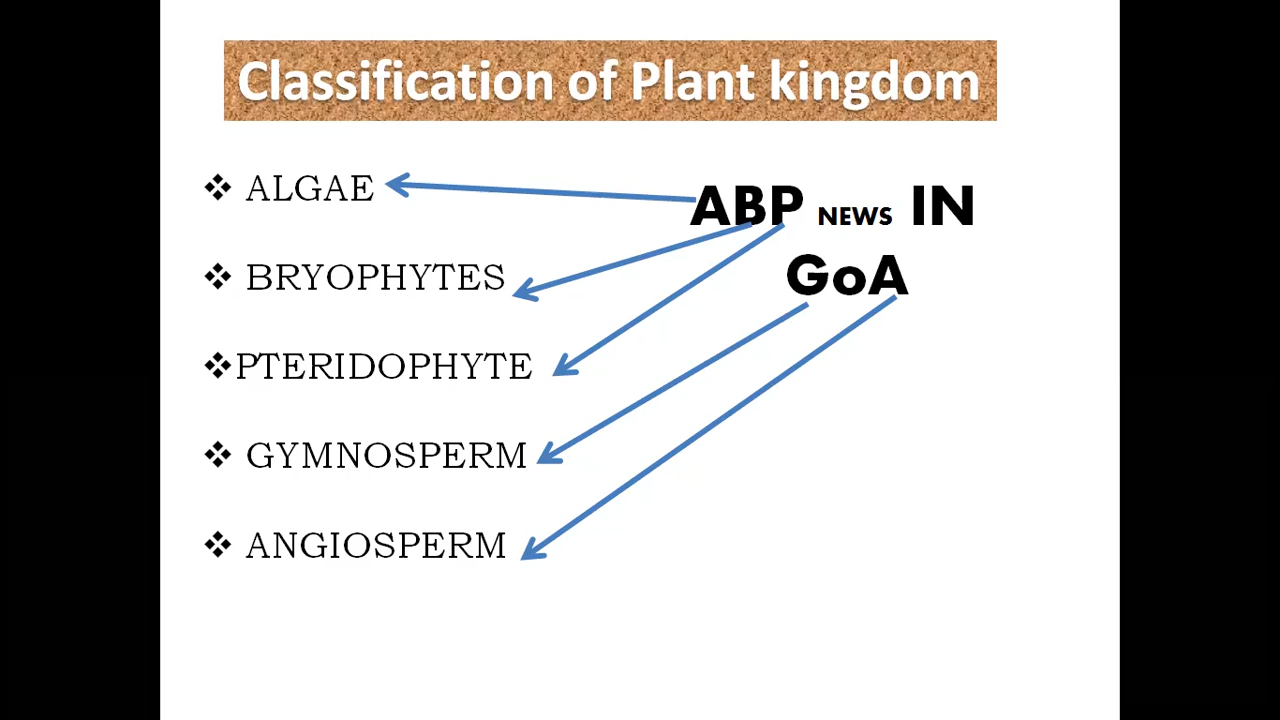 Classification of Plant kingdom
❖ ALGAE
❖ BRYOPHYTES
❖PTERIDOPHYTE
❖ GYMNOSPERM
❖ ANGIOSPERM
ABP NEWS IN
GoA